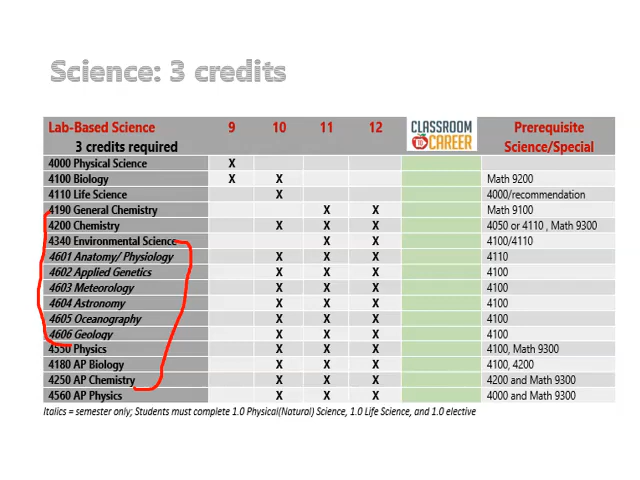 Science: 3 credits
Lab-Based Science 9 10 11 12 CLASSROOM TO CAREER Prerequisite
3 credits required Science/Special
4000 Physical Science X
4100 Biology X X Math 9200
4110 Life Science X 4000/recommendation
4190 General Chemistry X X Math 9100
4200 Chemistry X X X 4050 or 4110 , Math 9300
4340 Environmental Science X X 4100/4110
4601 Anatomy/ Physiology X X X 4110
4602 Applied Genetics X X X 4100
4603 Meteorology X X X 4100
4604 Astronomy X X X 4100
4605 Oceanography X X X 4100
4606 Geology X X X 4100
4550 Physics X X X 4100, Math 9300
4180 AP Biology X X X 4100, 4200
4250 AP Chemistry X X X 4200 and Math 9300
4560 AP Physics X X X 4000 and Math 9300
Italics = semester only; Students must complete 1.0 Physical(Natural) Science, 1.0 Life Science, and 1.0 elective